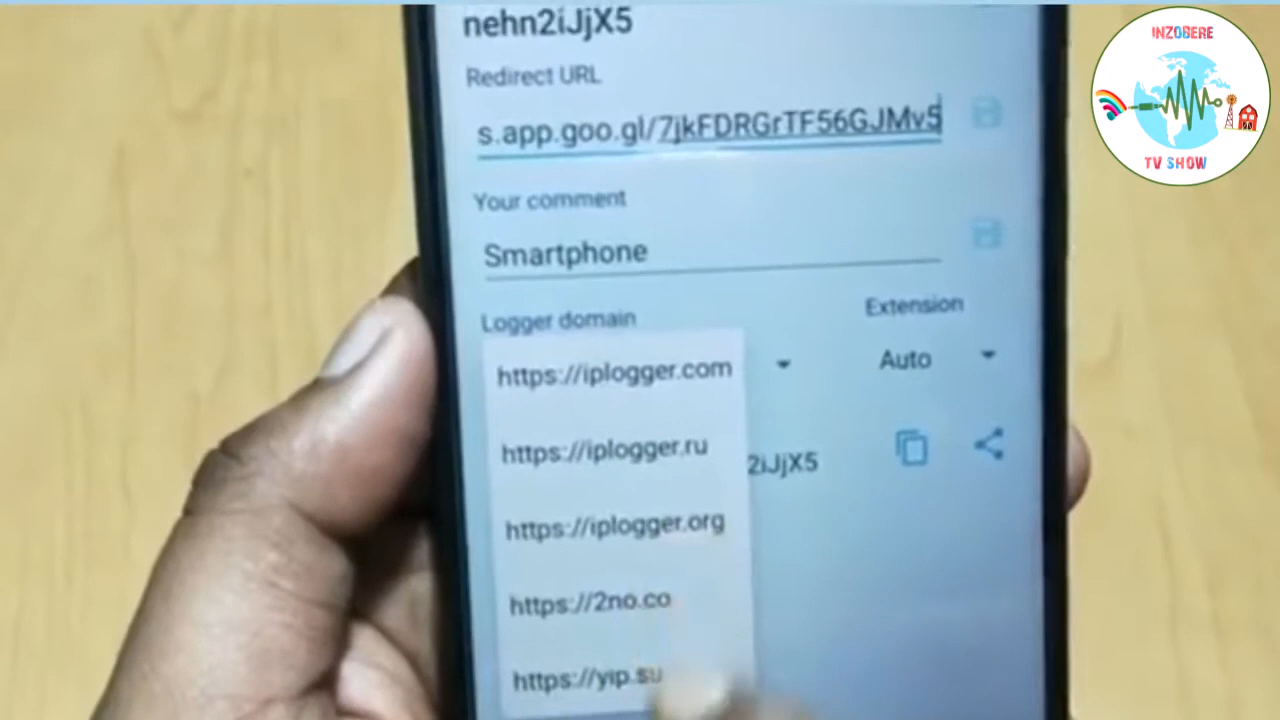 nehn2iJjX5
Redirect URL
s.app.goo.gl/7jkFDRGrTF56GJMv5
Your comment
Smartphone
Logger domain
Extension
https://iplogger.com
Auto
https://iplogger.ru
2iJjX5
https://iplogger.org
https://2no.co
https://yip.su
INZOBERE
TV SHOW